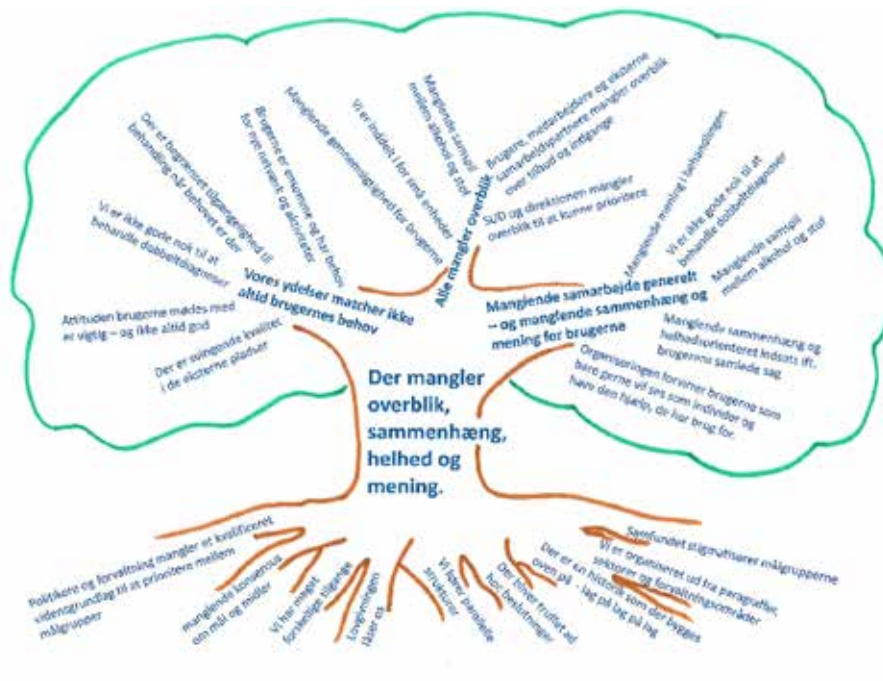 Der er begrænset tilgængelighed til
behandling når behovet er der
Brugerne er ensomme og har behov
for nye netværk og aktiviteter
Manglende gennemsigtighed for brugerne
Vi er inddelt i for små enheder
Manglende samspil
mellem alkohol og stof
Brugere, medarbejdere og eksterne
samarbejdspartnere mangler overblik
over tilbud og indgange
SUD og direktionen mangler
overblik til at kunne prioritere
Alle mangler overblik
Manglende mening i behandlingen
Vi er ikke gode nok til at
behandle dobbeltdiagnoser
Manglende samspil
mellem alkohol og stof
Vi er ikke gode nok til at
behandle dobbeltdiagnoser
Vores ydelser matcher ikke
altid brugernes behov
Attituden brugerne mødes med
er vigtig – og ikke altid god
Der er svingende kvalitet
i de eksterne pladser
Manglende samarbejde generelt
– og manglende sammenhæng og
mening for brugerne
Manglende sammenhæng og
helhedsorienteret indsats ift.
brugerens samlede sag
Organiseringen forvirrer brugerne som
bare gerne vil ses som individer og
have den hjælp, de har brug for.
Der mangler
overblik,
sammenhæng,
helhed og
mening.
Politikere og forvaltning mangler et kvalificeret
vidensgrundlag til at prioritere mellem
målgrupper
manglende konsensus
om mål og midler
Vi har meget
forskellige tilgange
Lovgivningen
låser os
Vi kører parallelle
strukturer
Der bliver truffet ad
hoc beslutninger
Der er en historik som der bygges
oven på - lag på lag på lag
Vi er organiseret ud fra paragraffer,
sektorer og forvaltningsområder
Samfundet stigmatiserer målgrupperne